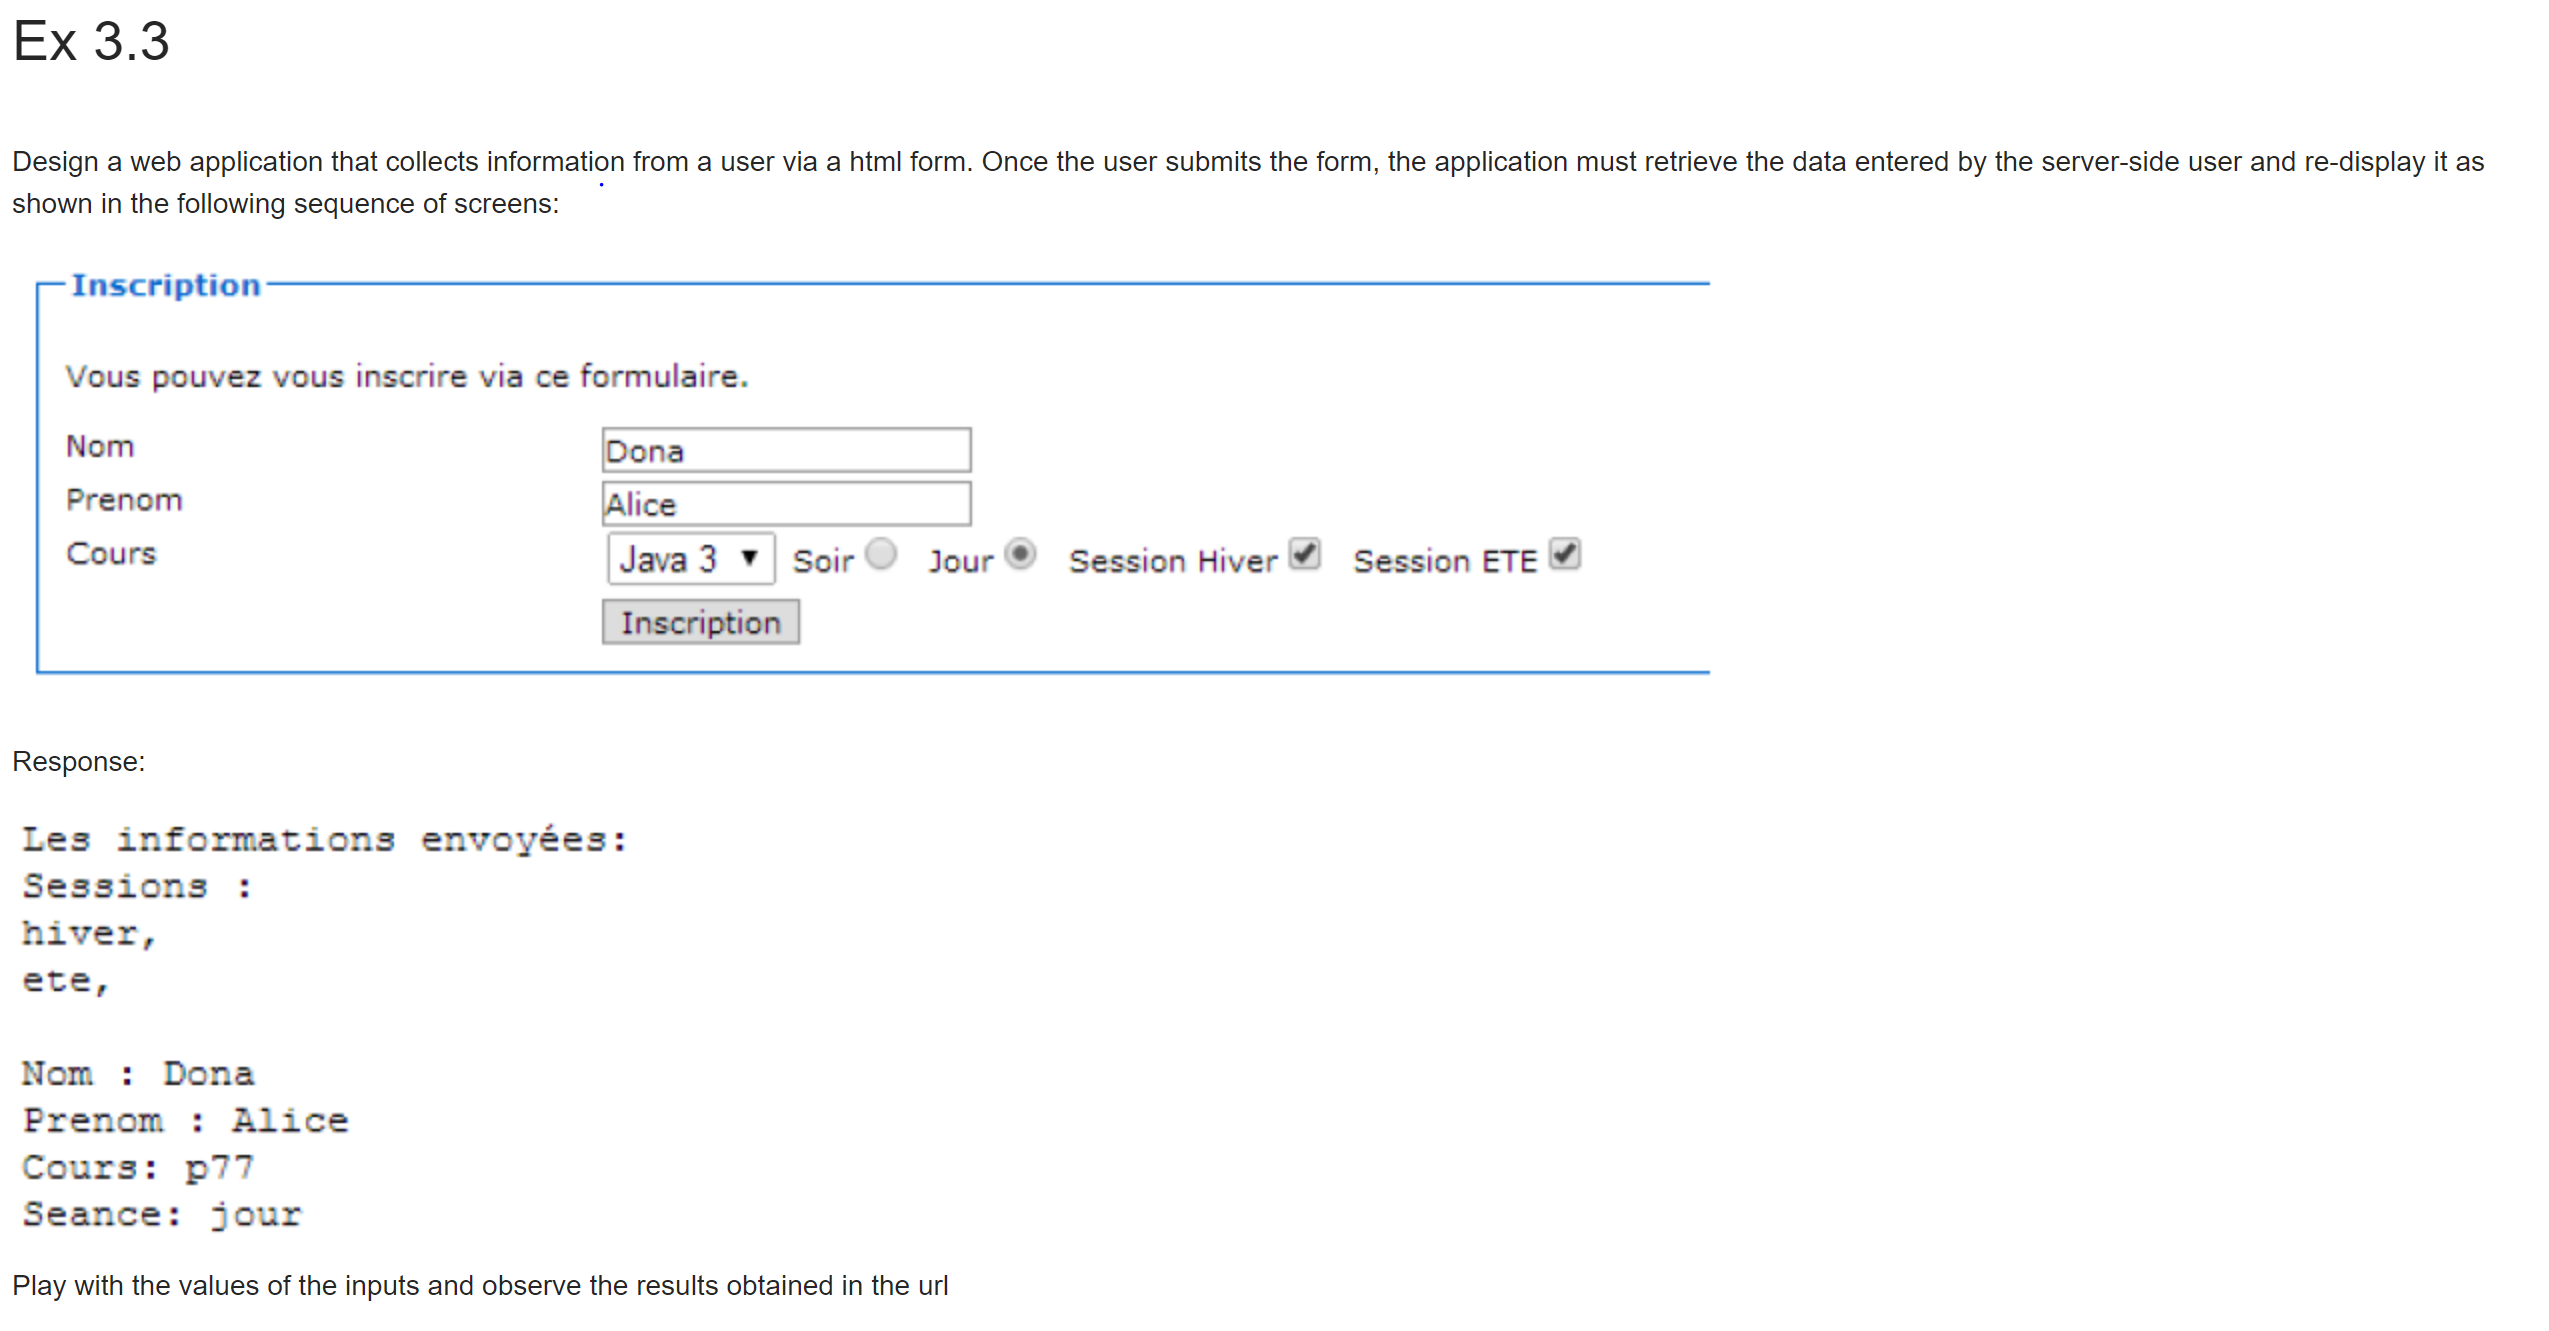 Ex 3.3
Design a web application that collects information from a user via a html form. Once the user submits the form, the application must retrieve the data entered by the server-side user and re-display it as
shown in the following sequence of screens:
Inscription
Vous pouvez vous inscrire via ce formulaire.
Nom Dona
Prenom Alice
Cours Java 3 Soir Jour Session Hiver Session ETE
Inscription
Response:
Les informations envoyées:
Sessions :
hiver,
ete,
Nom : Dona
Prenom : Alice
Cours: p77
Seance: jour
Play with the values of the inputs and observe the results obtained in the url